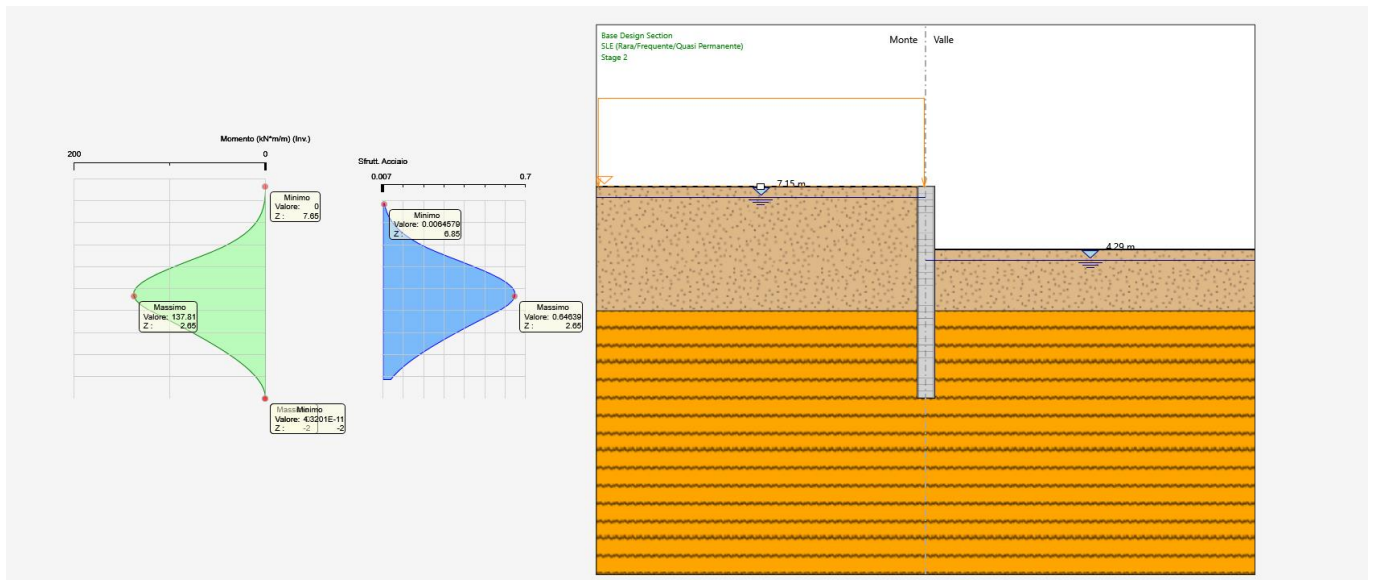 Base Design Section
SLE (Rara/Frequente/Quasi Permanente)
Stage 2
Monte
Valle
Momento (kN*m/m) (Inv.)
200
0
Sfrutt. Acciaio
0.007
0.7
Minimo
Valore: 0
Z : 7.65
Minimo
Valore: 0.0064579
Z : 6.85
Massimo
Valore: 137.81
Z : 2.65
Massimo
Valore: 0.64639
Z : 2.65
Minimo
Valore: 4.3201E-11
Z : -2
-2
7.15 m
4.29 m